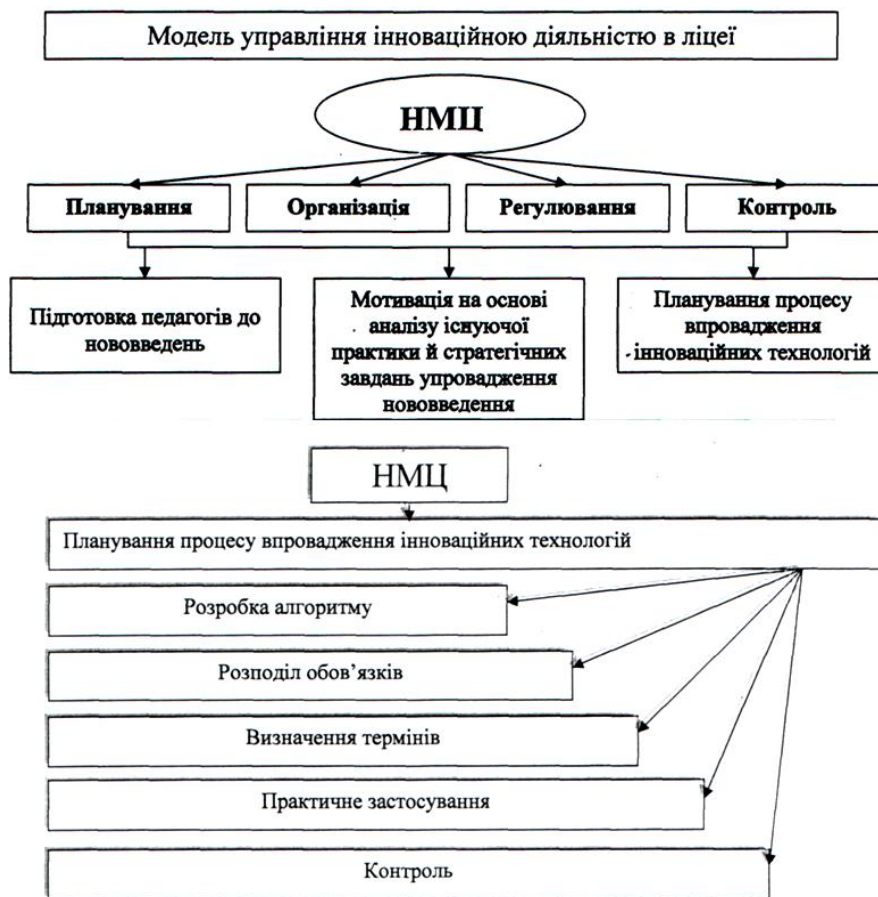 Модель управління інноваційною діяльністю в ліцеї
НМЦ
Планування
Організація
Регулювання
Контроль
Підготовка педагогів до
нововведень
Мотивація на основі
аналізу існуючої
практики й стратегічних
завдань упровадження
нововведення
Планування процесу
впровадження
інноваційних технологій
НМЦ
Планування процесу впровадження інноваційних технологій
Розробка алгоритму
Розподіл обов’язків
Визначення термінів
Практичне застосування
Контроль